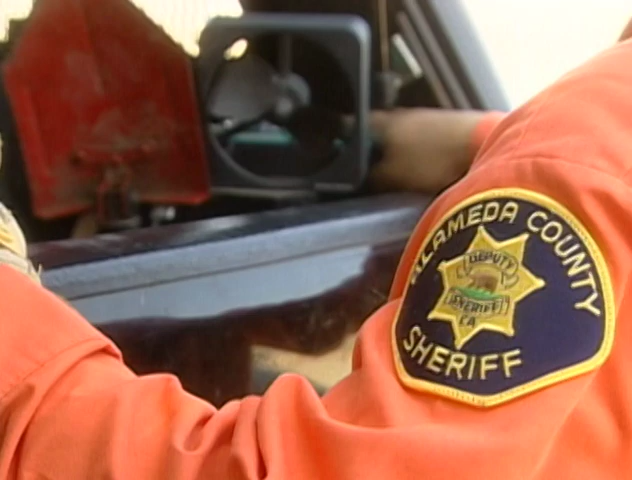 ALAMEDA COUNTY
DEPUTY
SHERIFF
CA
SHERIFF